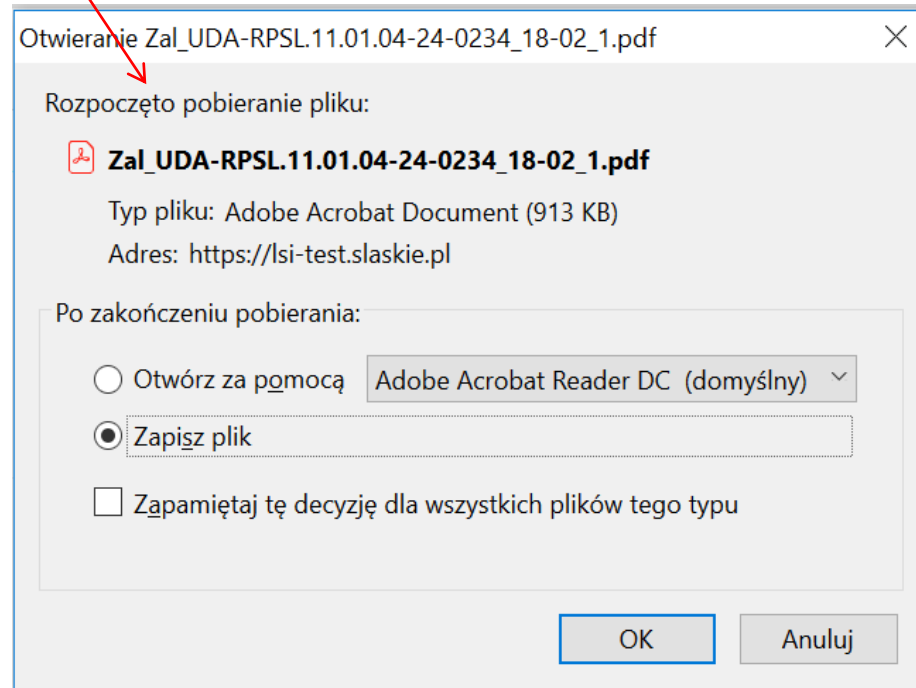 Otwieranie Zal_UDA-RPSL.11.01.04-24-0234_18-02_1.pdf
Rozpoczęto pobieranie pliku:
Zal_UDA-RPSL.11.01.04-24-0234_18-02_1.pdf
Typ pliku: Adobe Acrobat Document (913 KB)
Adres: https://lsi-test.slaskie.pl
Po zakończeniu pobierania:
Otwórz za pomocą Adobe Acrobat Reader DC (domyślny)
Zapisz plik
Zapamiętaj tę decyzję dla wszystkich plików tego typu
OK Anuluj